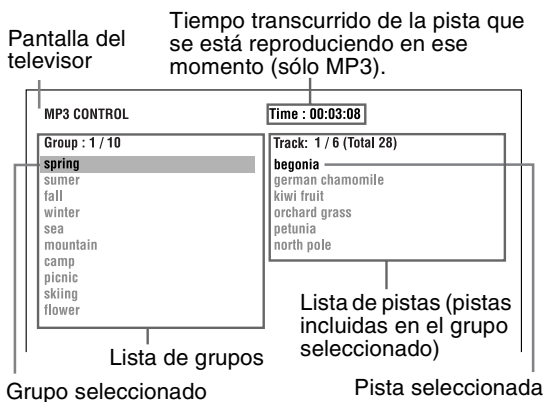 Pantalla del
televisor
Tiempo transcurrido de la pista que
se está reproduciendo en ese
momento (sólo MP3).
MP3 CONTROL
Time : 00:03:08
Group : 1 / 10
spring
sumer
fall
winter
sea
mountain
camp
picnic
skiing
flower
Track: 1 / 6 (Total 28)
begonia
german chamomile
kiwi fruit
orchard grass
petunia
north pole
Lista de pistas (pistas
incluidas en el grupo
seleccionado)
Lista de grupos
Grupo seleccionado
Pista seleccionada